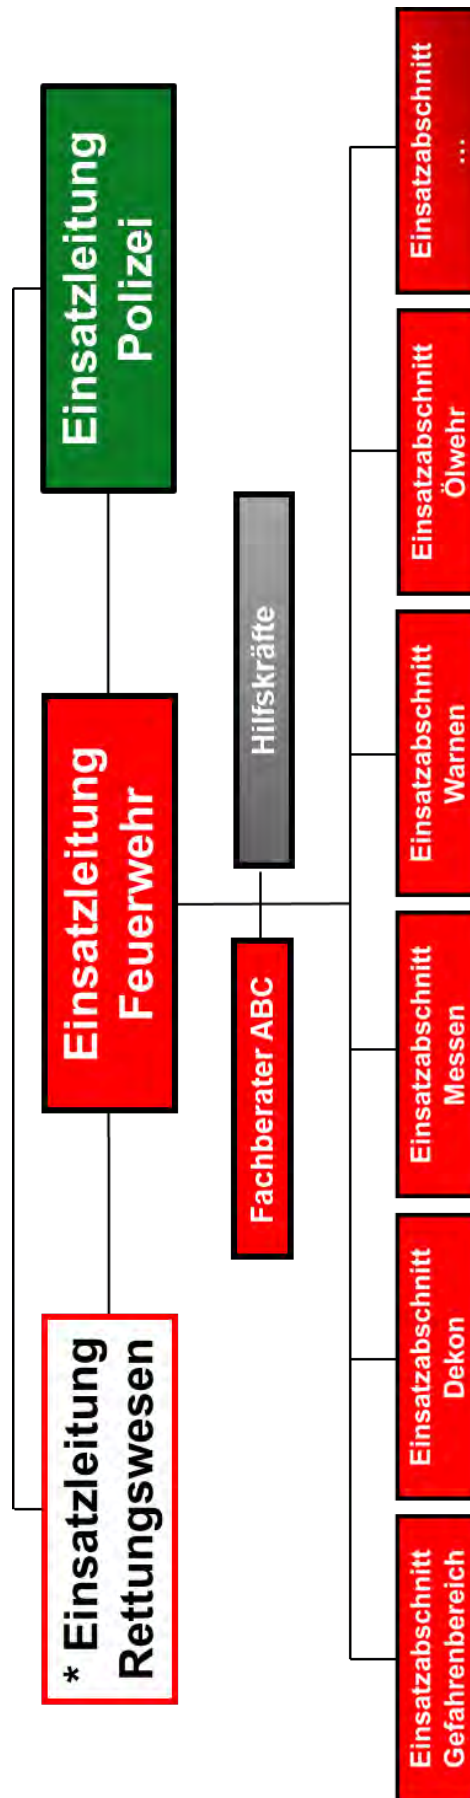 * Einsatzleitung
Rettungswesen
Einsatzleitung
Feuerwehr
Einsatzleitung
Polizei
Fachberater ABC
Hilfskräfte
Einsatzabschnitt
Gefahrenbereich
Einsatzabschnitt
Dekon
Einsatzabschnitt
Messen
Einsatzabschnitt
Warnen
Einsatzabschnitt
Ölwehr
Einsatzabschnitt
...